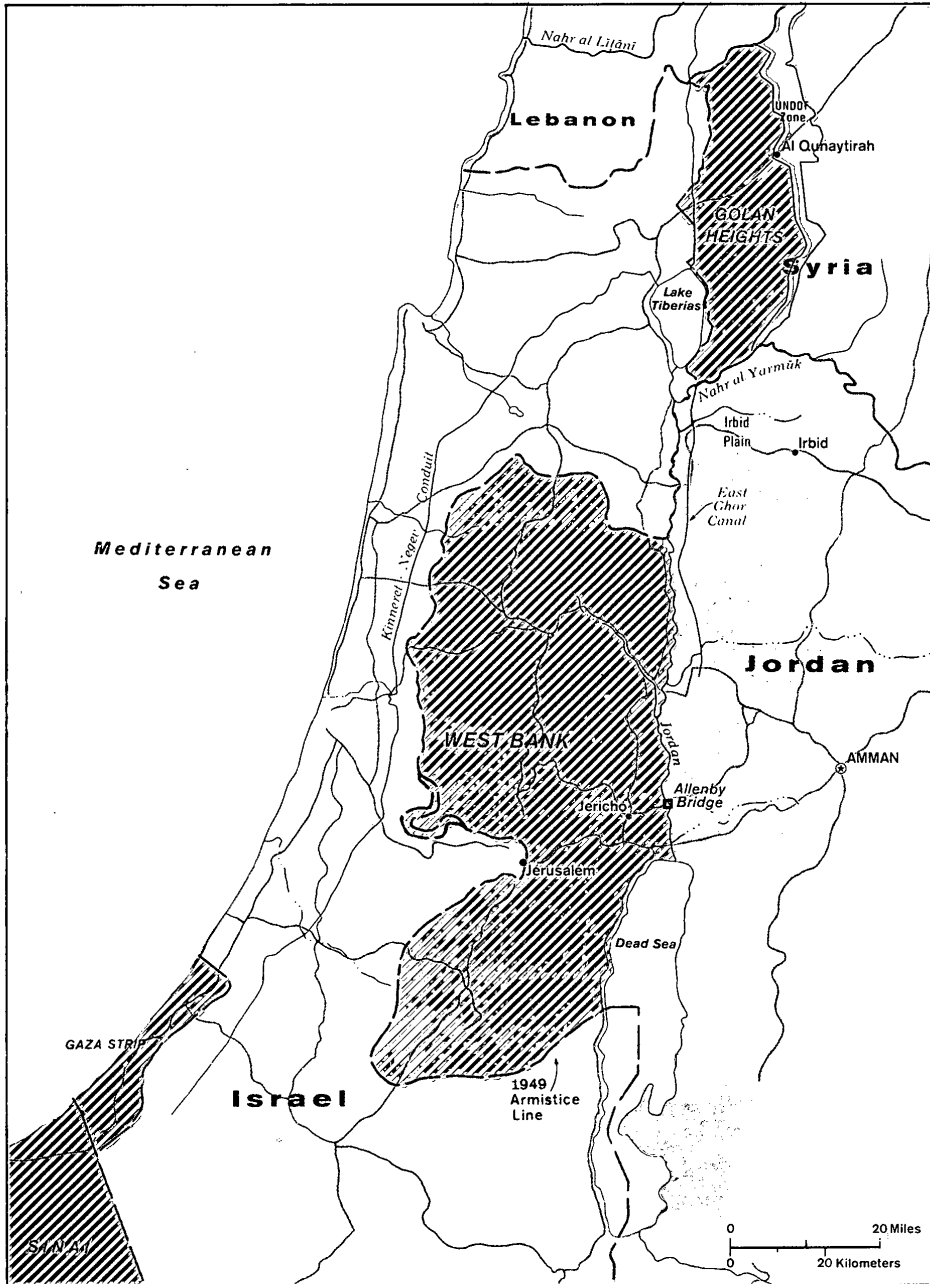 Nahr al Līṭānī
Lebanon
UNDOF
Zone
Al Qunayţirah
GOLAN
HEIGHTS
Syria
Lake
Tiberias
Nahr al Yarmūk
Irbid
Plain
Irbid
East
Ghor
Canal
Kinneret - Negev Conduit
Mediterranean
Sea
Jordan
WEST BANK
Jordan
AMMAN
Allenby
Bridge
Jericho
Jerusalem
Dead Sea
GAZA STRIP
Israel
1949
Armistice
Line
SINAI
0 20 Miles
0 20 Kilometers